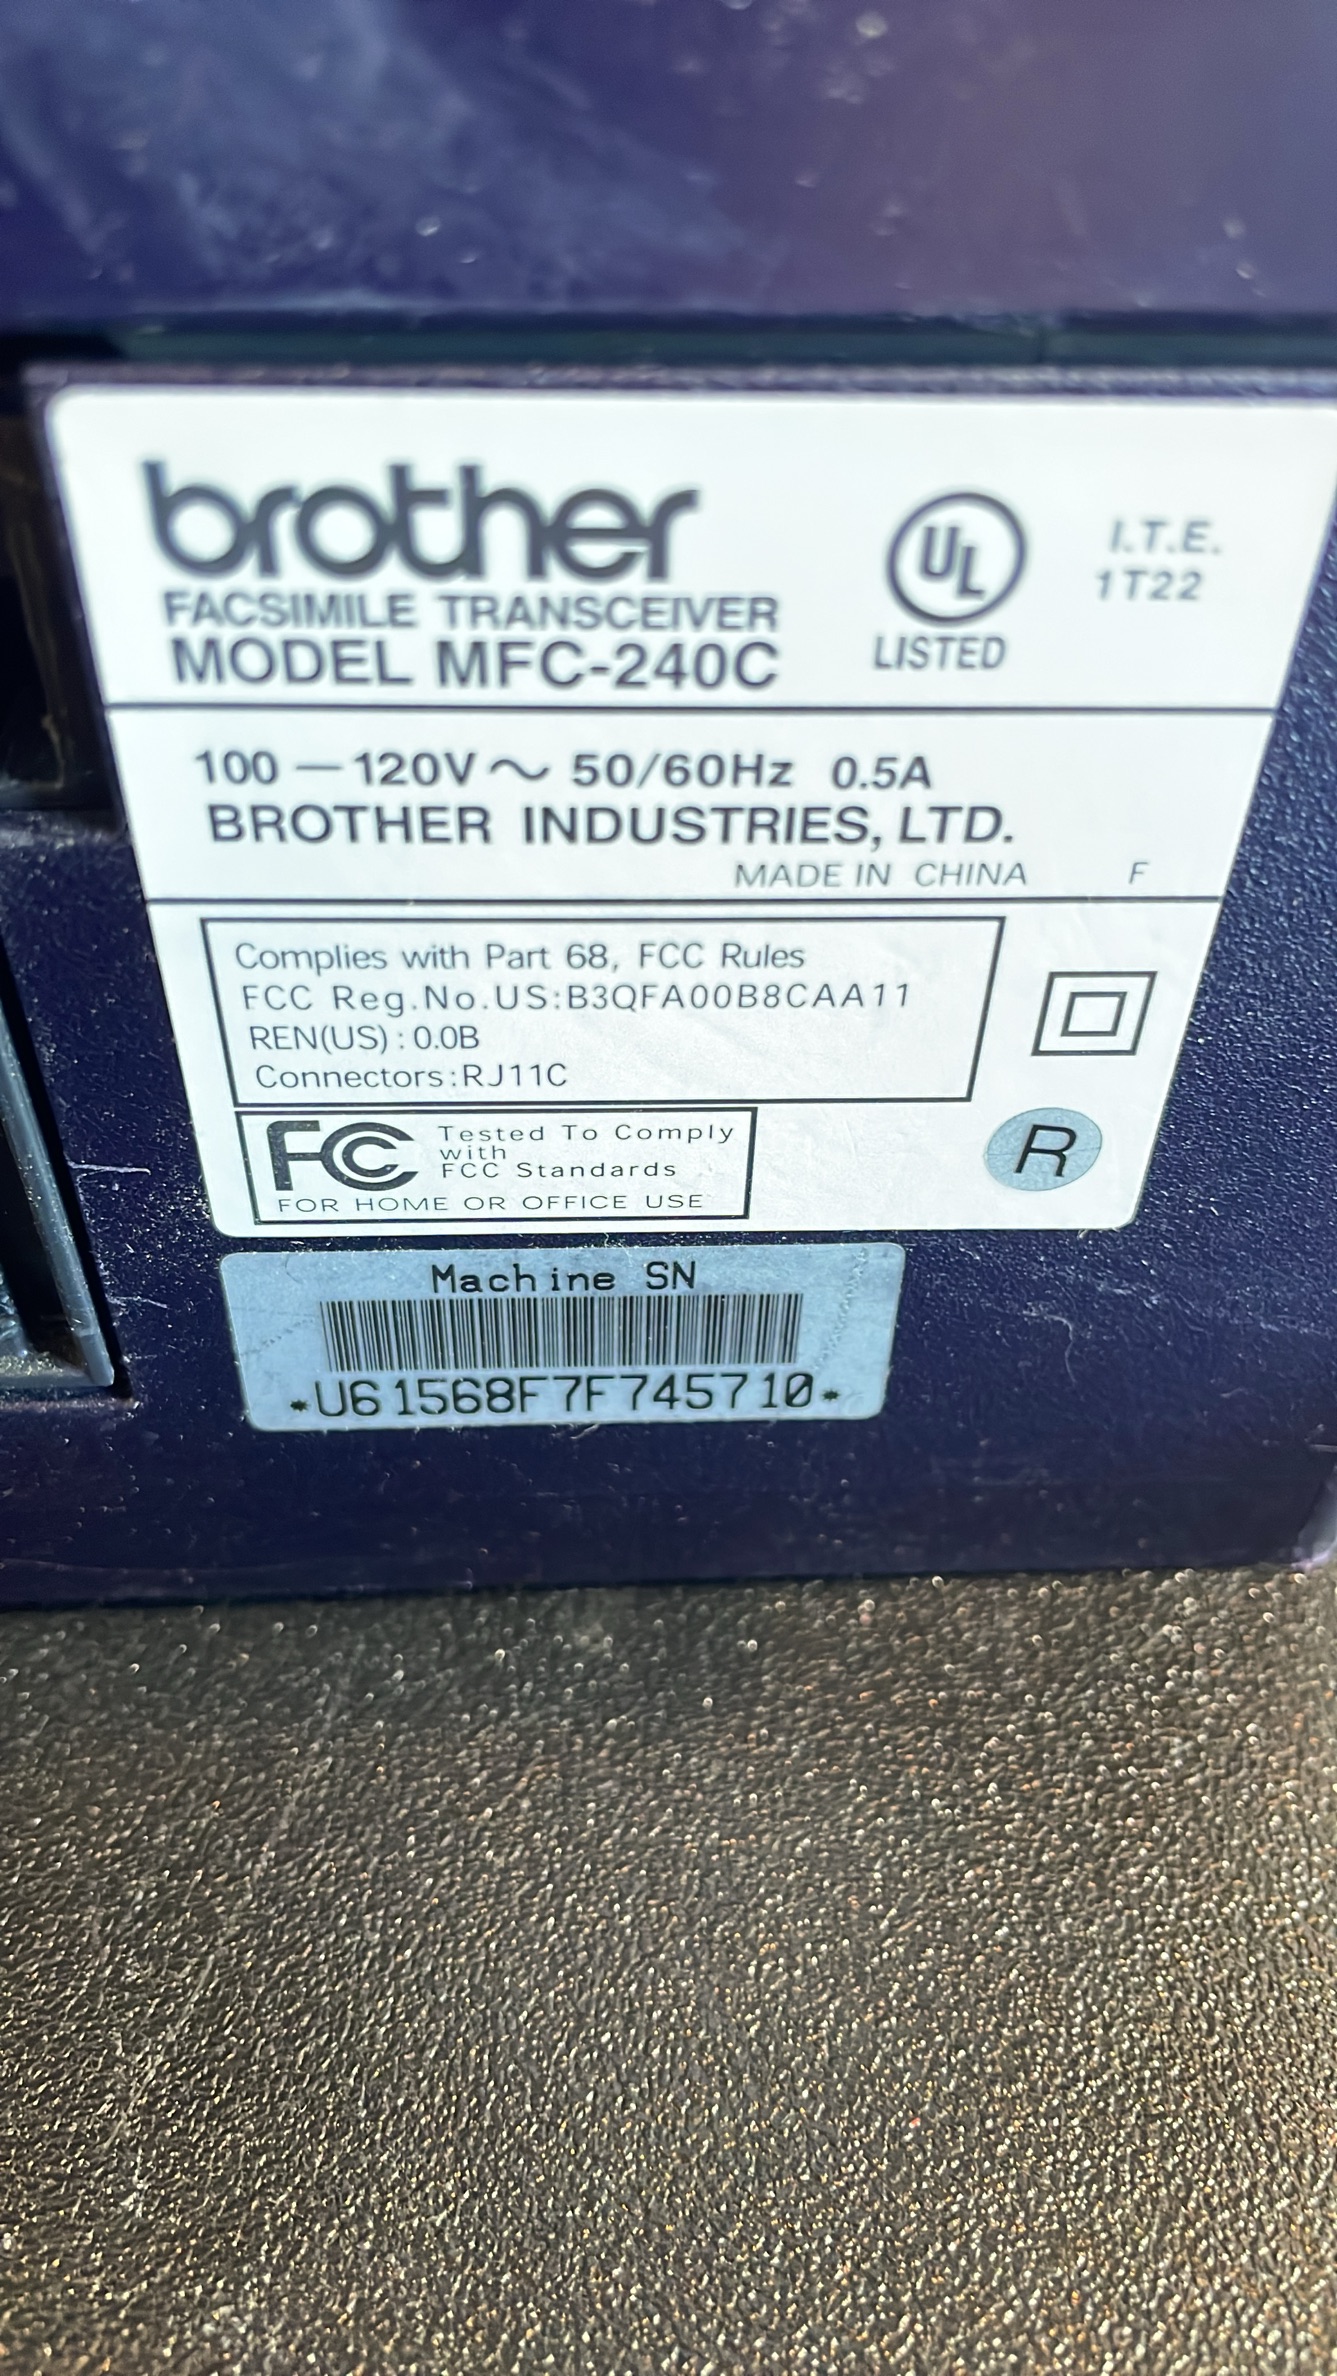 brother
FACSIMILE TRANSCEIVER
MODEL MFC-240C
UL
LISTED
I.T.E.
1T22
100 — 120V ~ 50/60Hz 0.5A
BROTHER INDUSTRIES, LTD.
MADE IN CHINA F
Complies with Part 68, FCC Rules
FCC Reg.No.US:B3QFA00B8CAA11
REN(US) : 0.0B
Connectors:RJ11C
FC Tested To Comply
with
FCC Standards
FOR HOME OR OFFICE USE
R
Machine SN
*U61568F7F745710*